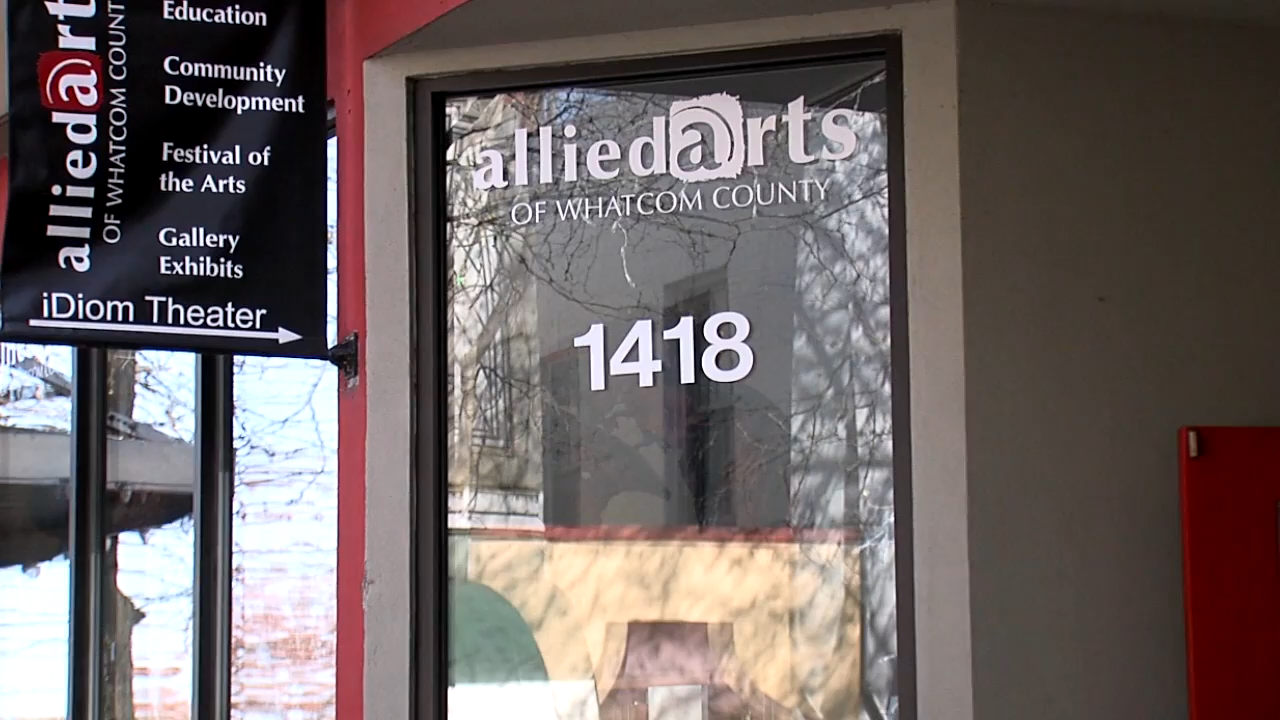 Education
Community
Development
Festival of
the Arts
Gallery
Exhibits
alliedarts
OF WHATCOM COUNT
iDiom Theater
alliedarts
OF WHATCOM COUNTY
1418